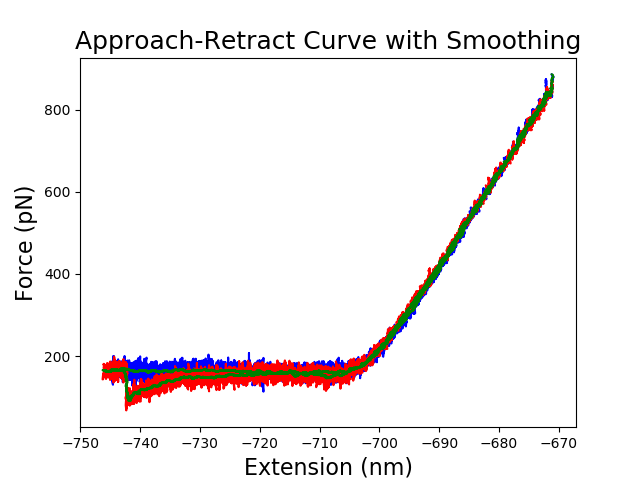 Approach-Retract Curve with Smoothing
Force (pN)
800
600
400
200
−750 −740 −730 −720 −710 −700 −690 −680 −670
Extension (nm)